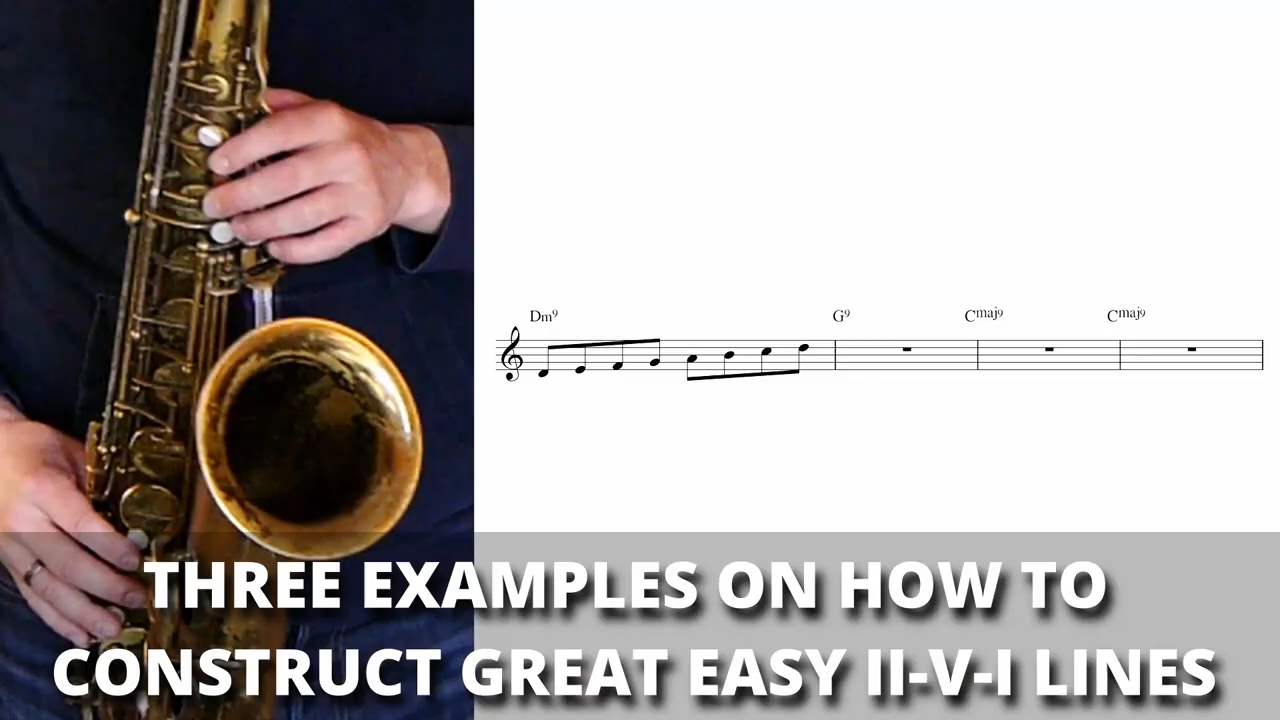 Dm9 G9 Cmaj9 Cmaj9
THREE EXAMPLES ON HOW TO
CONSTRUCT GREAT EASY II-V-I LINES